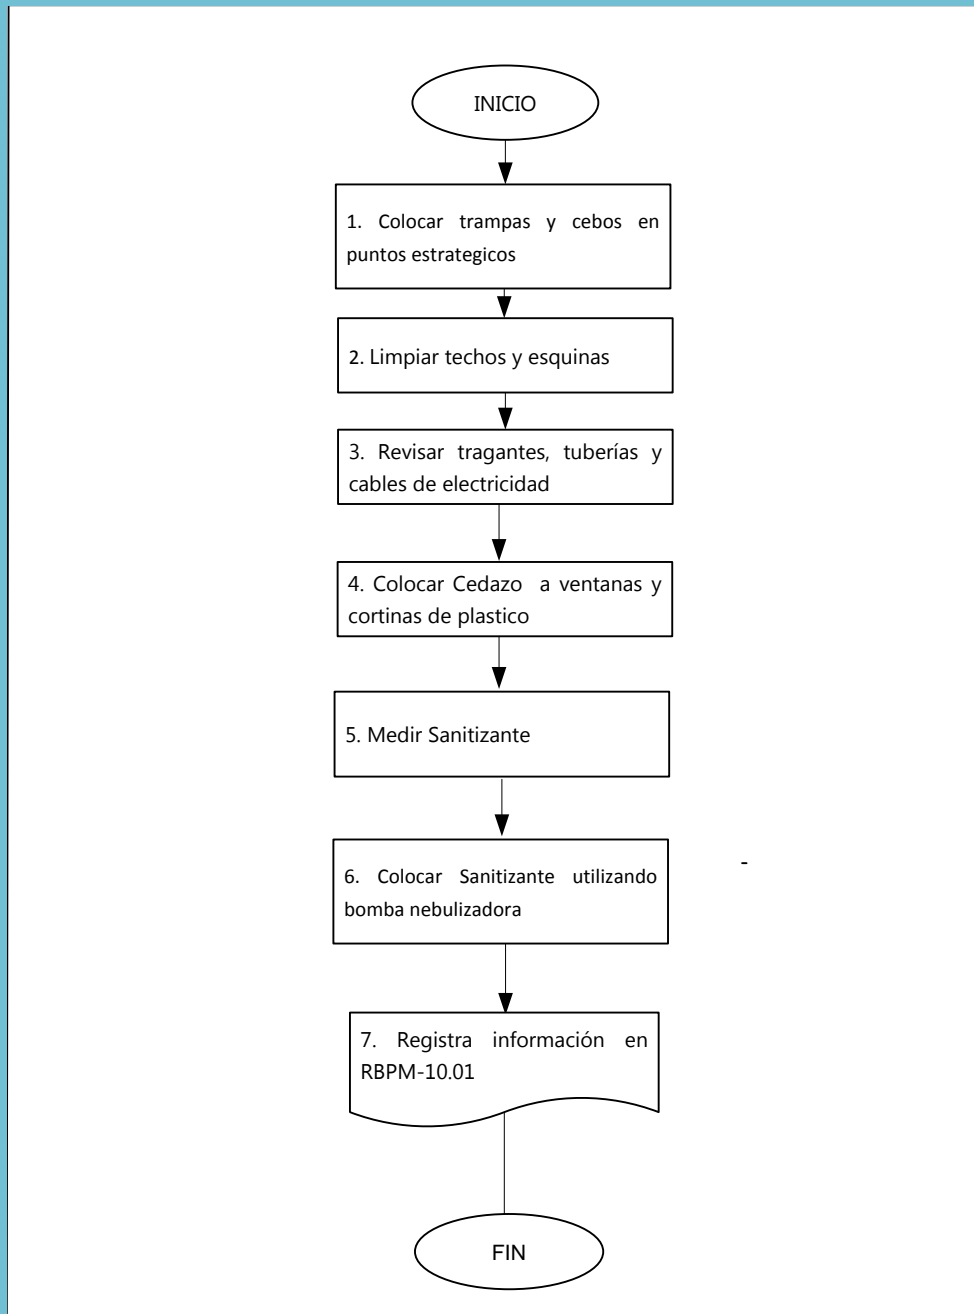 INICIO
1. Colocar trampas y cebos en
puntos estrategicos
2. Limpiar techos y esquinas
3. Revisar tragantes, tuberías y
cables de electricidad
4. Colocar Cedazo a ventanas y
cortinas de plastico
5. Medir Sanitizante
-
6. Colocar Sanitizante utilizando
bomba nebulizadora
7. Registra información en
RBPM-10.01
FIN